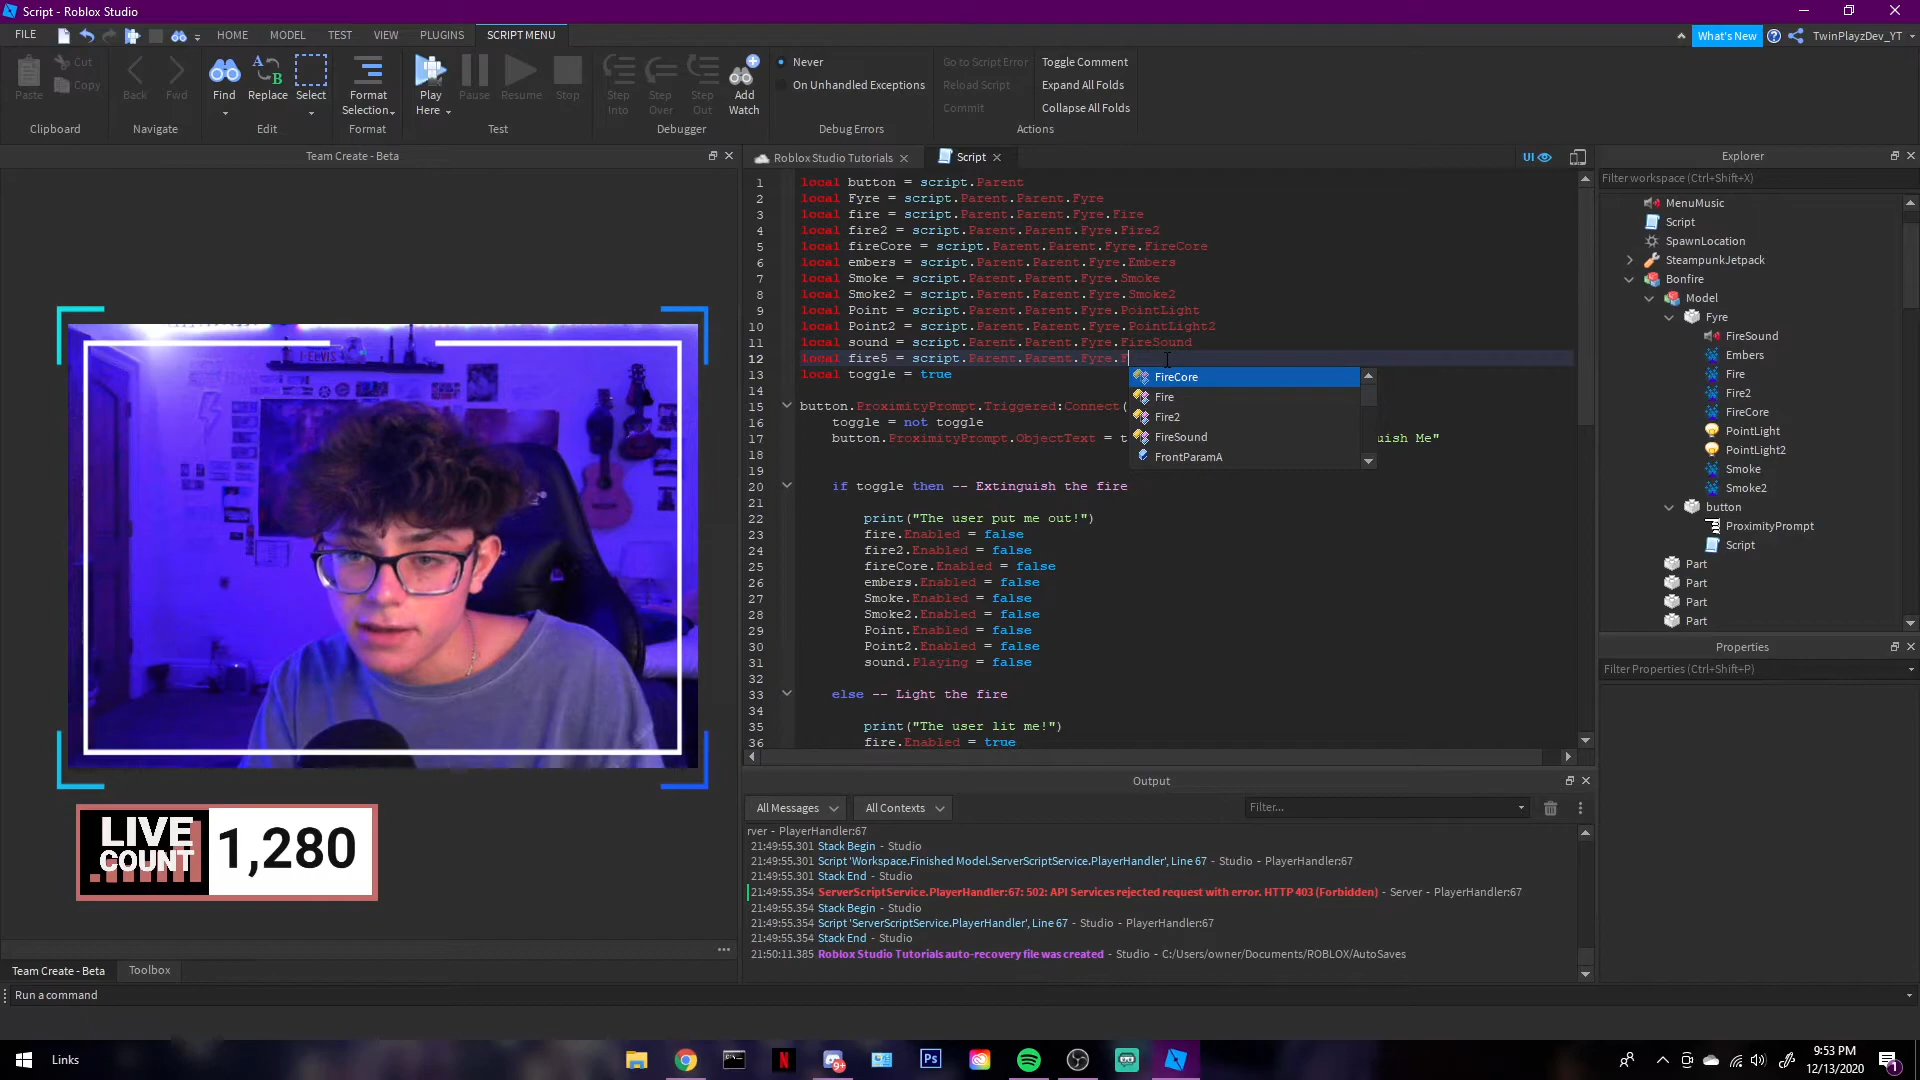 Script - Roblox Studio
FILE
HOME
MODEL
TEST
VIEW
PLUGINS
SCRIPT MENU
What's New
TwinPlayzDev_YT
Paste
Cut
Copy
Clipboard
Back
Fwd
Navigate
Find
Replace
Select
Edit
Format
Selection
Format
Play
Here
Pause
Resume
Stop
Test
Step
Into
Step
Over
Step
Out
Add
Watch
Debugger
Never
On Unhandled Exceptions
Debug Errors
Go to Script Error
Reload Script
Commit
Toggle Comment
Expand All Folds
Collapse All Folds
Actions
Team Create - Beta
Roblox Studio Tutorials
Script
UI
Explorer
Filter workspace (Ctrl+Shift+X)
1 local button = script.Parent
2 local Fyre = script.Parent.Parent.Fyre
3 local fire = script.Parent.Parent.Fyre.Fire
4 local fire2 = script.Parent.Parent.Fyre.Fire2
5 local fireCore = script.Parent.Parent.Fyre.FireCore
6 local embers = script.Parent.Parent.Fyre.Embers
7 local Smoke = script.Parent.Parent.Fyre.Smoke
8 local Smoke2 = script.Parent.Parent.Fyre.Smoke2
9 local Point = script.Parent.Parent.Fyre.PointLight
10 local Point2 = script.Parent.Parent.Fyre.PointLight2
11 local sound = script.Parent.Parent.Fyre.FireSound
12 local fire5 = script.Parent.Parent.Fyre.F
13 local toggle = true
14
15 button.ProximityPrompt.Triggered:Connect(
16 toggle = not toggle
17 button.ProximityPrompt.ObjectText = t uish Me"
18
19
20 if toggle then -- Extinguish the fire
21
22 print("The user put me out!")
23 fire.Enabled = false
24 fire2.Enabled = false
25 fireCore.Enabled = false
26 embers.Enabled = false
27 Smoke.Enabled = false
28 Smoke2.Enabled = false
29 Point.Enabled = false
30 Point2.Enabled = false
31 sound.Playing = false
32
33 else -- Light the fire
34
35 print("The user lit me!")
36 fire.Enabled = true
FireCore
Fire
Fire2
FireSound
FrontParamA
MenuMusic
Script
SpawnLocation
SteampunkJetpack
Bonfire
Model
Fyre
FireSound
Embers
Fire
Fire2
FireCore
PointLight
PointLight2
Smoke
Smoke2
button
ProximityPrompt
Script
Part
Part
Part
Part
Properties
Filter Properties (Ctrl+Shift+P)
LIVE
COUNT
1,280
Output
All Messages
All Contexts
Filter...
rver - PlayerHandler:67
21:49:55.301 Stack Begin - Studio
21:49:55.301 Script 'Workspace.Finished Model.ServerScriptService.PlayerHandler', Line 67 - Studio - PlayerHandler:67
21:49:55.301 Stack End - Studio
21:49:55.354 ServerScriptService.PlayerHandler:67: 502: API Services rejected request with error. HTTP 403 (Forbidden) - Server - PlayerHandler:67
21:49:55.354 Stack Begin - Studio
21:49:55.354 Script 'ServerScriptService.PlayerHandler', Line 67 - Studio - PlayerHandler:67
21:49:55.354 Stack End - Studio
21:50:11.385 Roblox Studio Tutorials auto-recovery file was created - Studio - C:/Users/owner/Documents/ROBLOX/AutoSaves
Team Create - Beta
Toolbox
Run a command
Links
N
9+
Ps
9:53 PM
12/13/2020
1